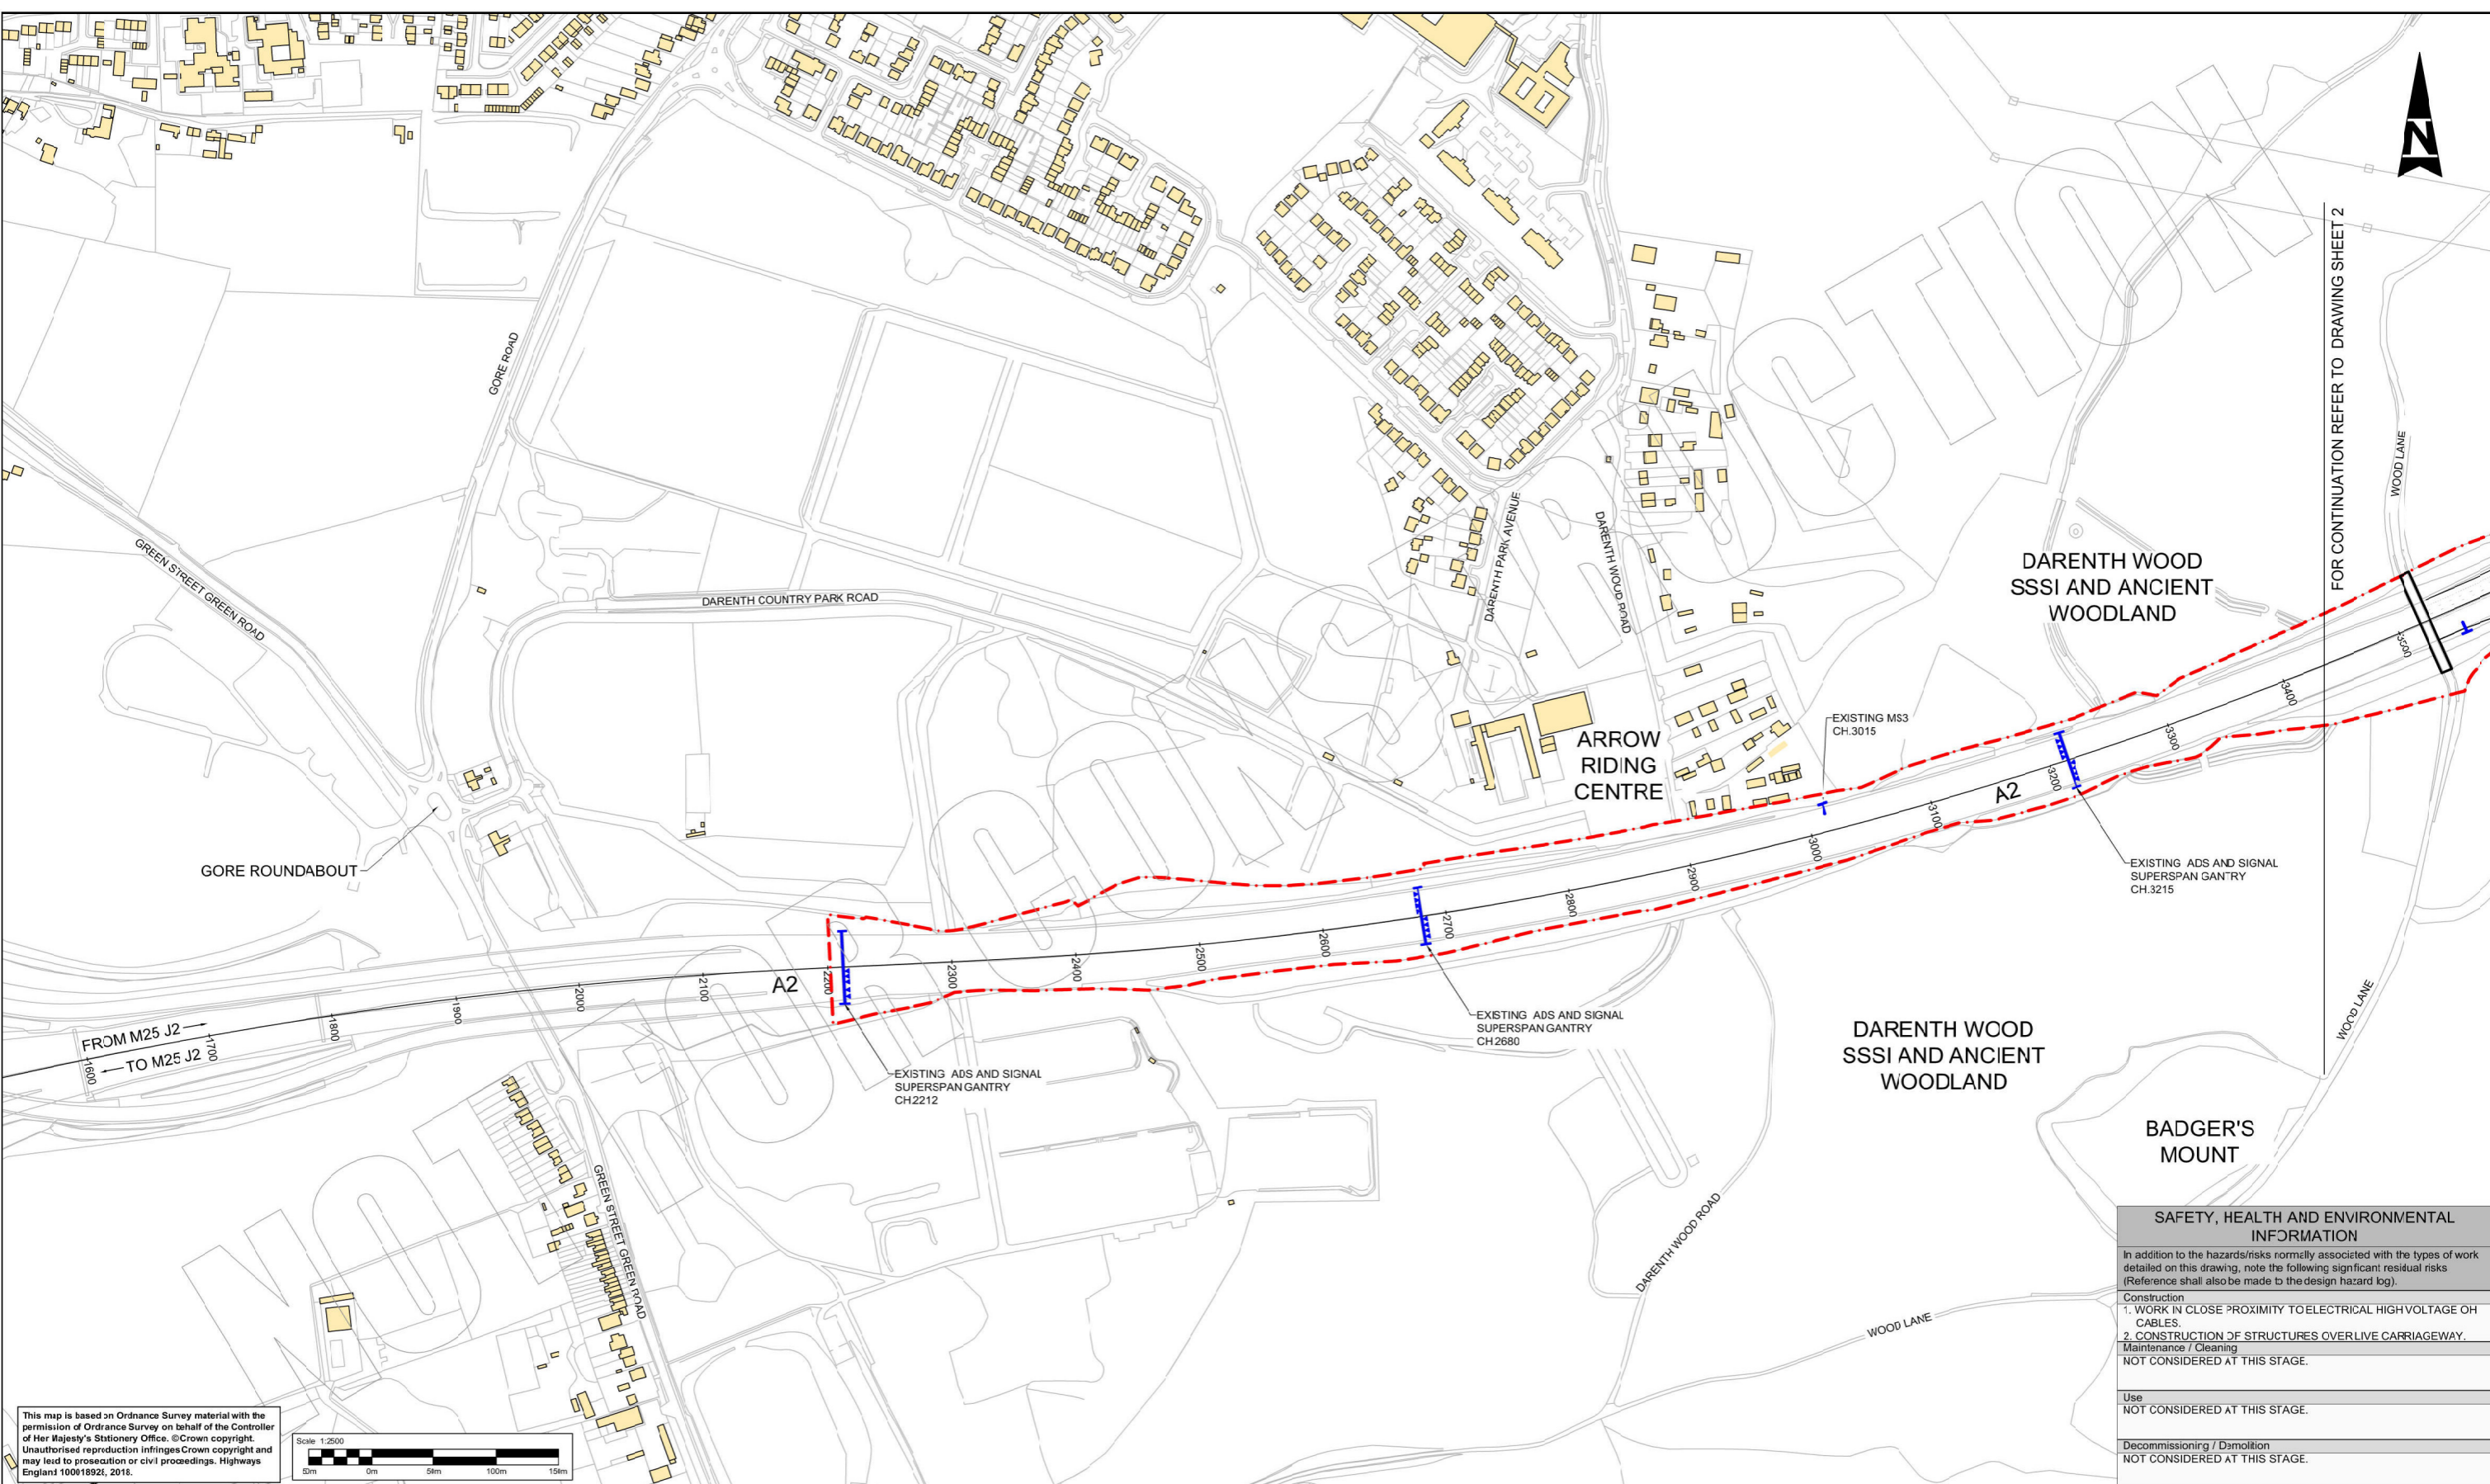 N
FOR CONTINUATION REFER TO DRAWING SHEET 2
GORE ROAD
WOOD LANE
GREEN STREET GREEN ROAD
DARENTH COUNTRY PARK ROAD
DARENTH PARK AVENUE
DARENTH WOOD ROAD
DARENTH WOOD
SSSI AND ANCIENT
WOODLAND
ARROW
RIDING
CENTRE
EXISTING MS3
CH.3015
GORE ROUNDABOUT
A2
A2
EXISTING ADS AND SIGNAL
SUPERSPAN GANTRY
CH.3215
EXISTING ADS AND SIGNAL
SUPERSPAN GANTRY
CH2680
EXISTING ADS AND SIGNAL
SUPERSPAN GANTRY
CH2212
FROM M25 J2
TO M25 J2
1600
1700
1800
1900
2000
2100
2200
2300
2400
2500
2600
2700
2800
2900
3000
3100
3200
3300
3400
3500
DARENTH WOOD
SSSI AND ANCIENT
WOODLAND
WOOD LANE
BADGER'S
MOUNT
GREEN STREET GREEN ROAD
DARENTH WOOD ROAD
WOOD LANE
NOT FOR CONSTRUCTION
SAFETY, HEALTH AND ENVIRONMENTAL
INFORMATION
In addition to the hazards/risks normally associated with the types of work
detailed on this drawing, note the following significant residual risks
(Reference shall also be made to the design hazard log).
Construction
1. WORK IN CLOSE PROXIMITY TO ELECTRICAL HIGH VOLTAGE OH
CABLES.
2. CONSTRUCTION OF STRUCTURES OVER LIVE CARRIAGEWAY.
Maintenance / Cleaning
NOT CONSIDERED AT THIS STAGE.
Use
NOT CONSIDERED AT THIS STAGE.
Decommissioning / Demolition
NOT CONSIDERED AT THIS STAGE.
This map is based on Ordnance Survey material with the
permission of Ordnance Survey on behalf of the Controller
of Her Majesty's Stationery Office. ©Crown copyright.
Unauthorised reproduction infringes Crown copyright and
may lead to prosecution or civil proceedings. Highways
England 100018928, 2018.
Scale 1:2500
50m 0m 50m 100m 150m